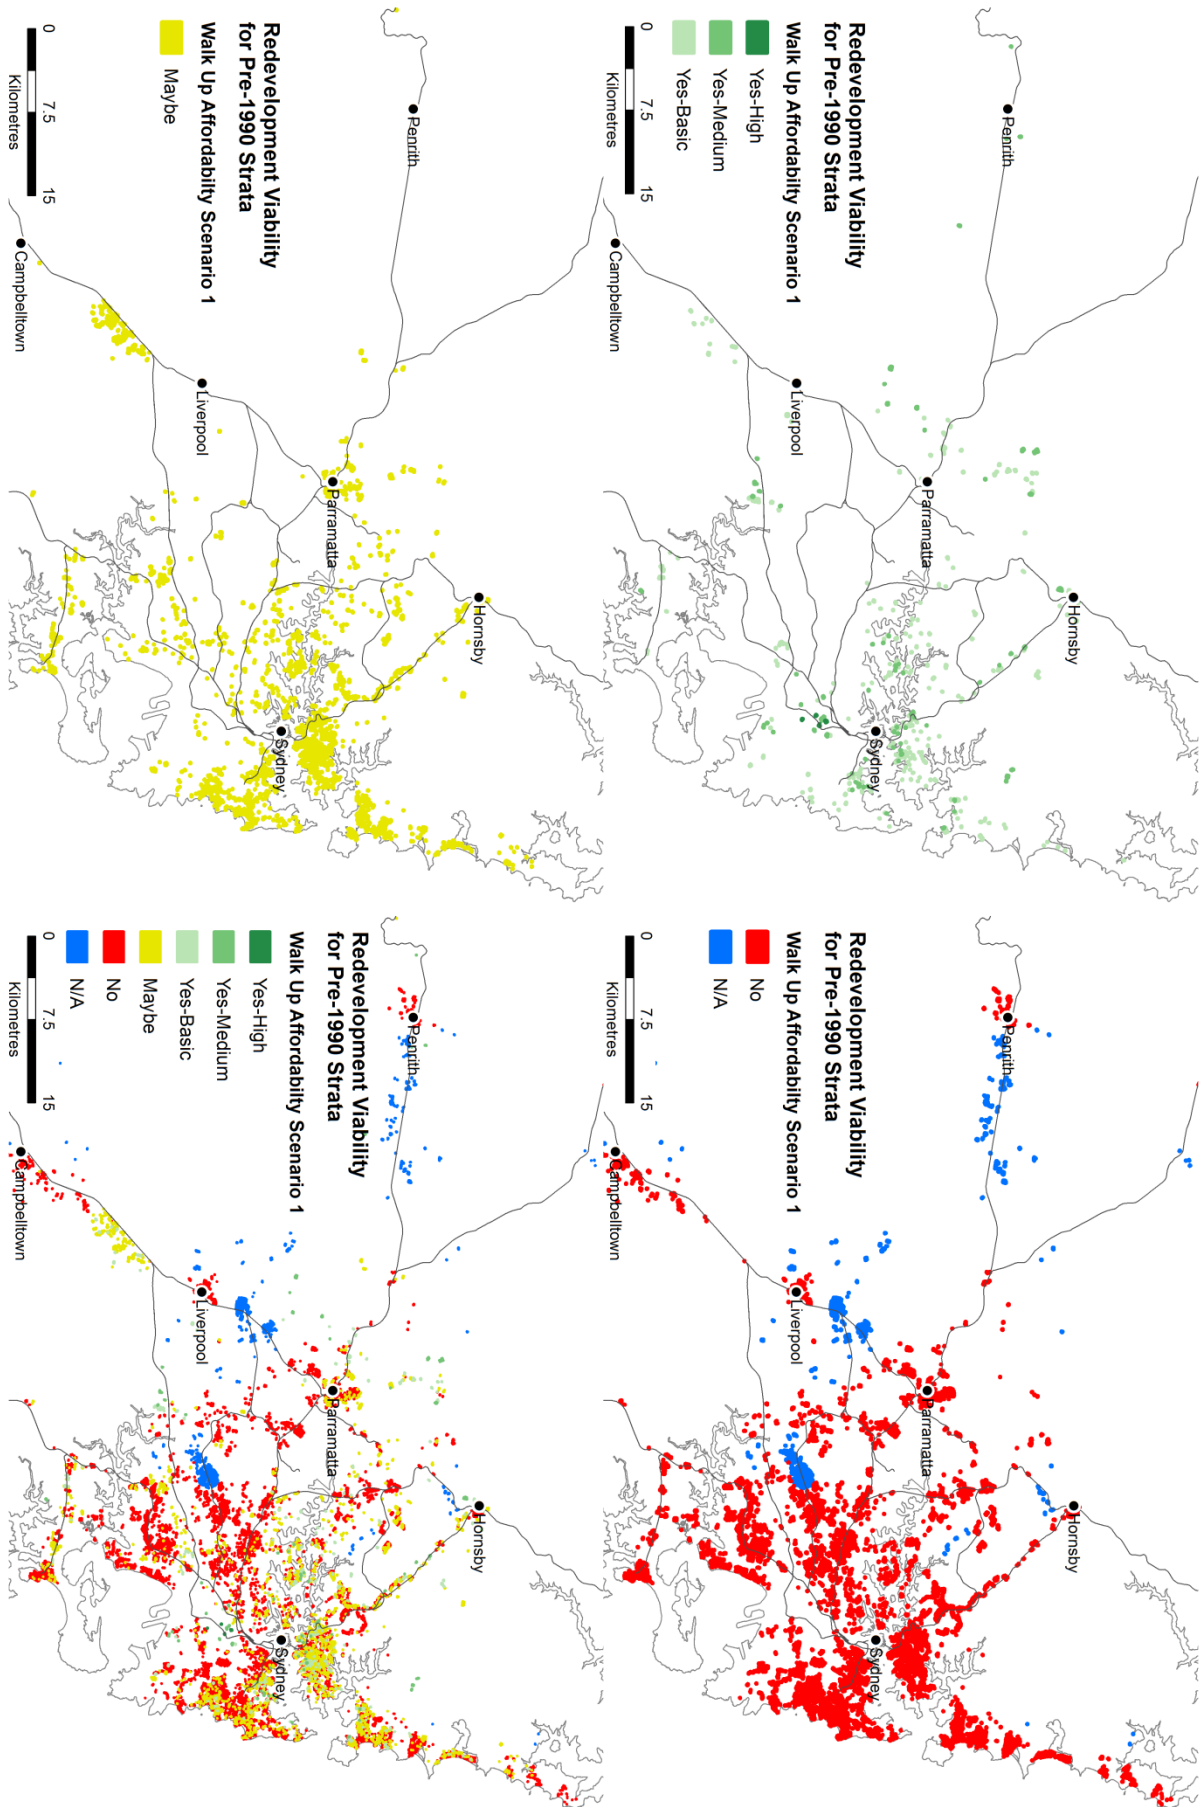 Hornsby
Penrith
Parramatta
Sydney
Liverpool
Campbelltown
Redevelopment Viability
for Pre-1990 Strata
Walk Up Affordabilty Scenario 1
Yes-High
Yes-Medium
Yes-Basic
0 7.5 15
Kilometres
Hornsby
Penrith
Parramatta
Sydney
Liverpool
Campbelltown
Redevelopment Viability
for Pre-1990 Strata
Walk Up Affordabilty Scenario 1
No
N/A
0 7.5 15
Kilometres
Hornsby
Penrith
Parramatta
Sydney
Liverpool
Campbelltown
Redevelopment Viability
for Pre-1990 Strata
Walk Up Affordabilty Scenario 1
Maybe
0 7.5 15
Kilometres
Hornsby
Penrith
Parramatta
Sydney
Liverpool
Campbelltown
Redevelopment Viability
for Pre-1990 Strata
Walk Up Affordabilty Scenario 1
Yes-High
Yes-Medium
Yes-Basic
Maybe
No
N/A
0 7.5 15
Kilometres